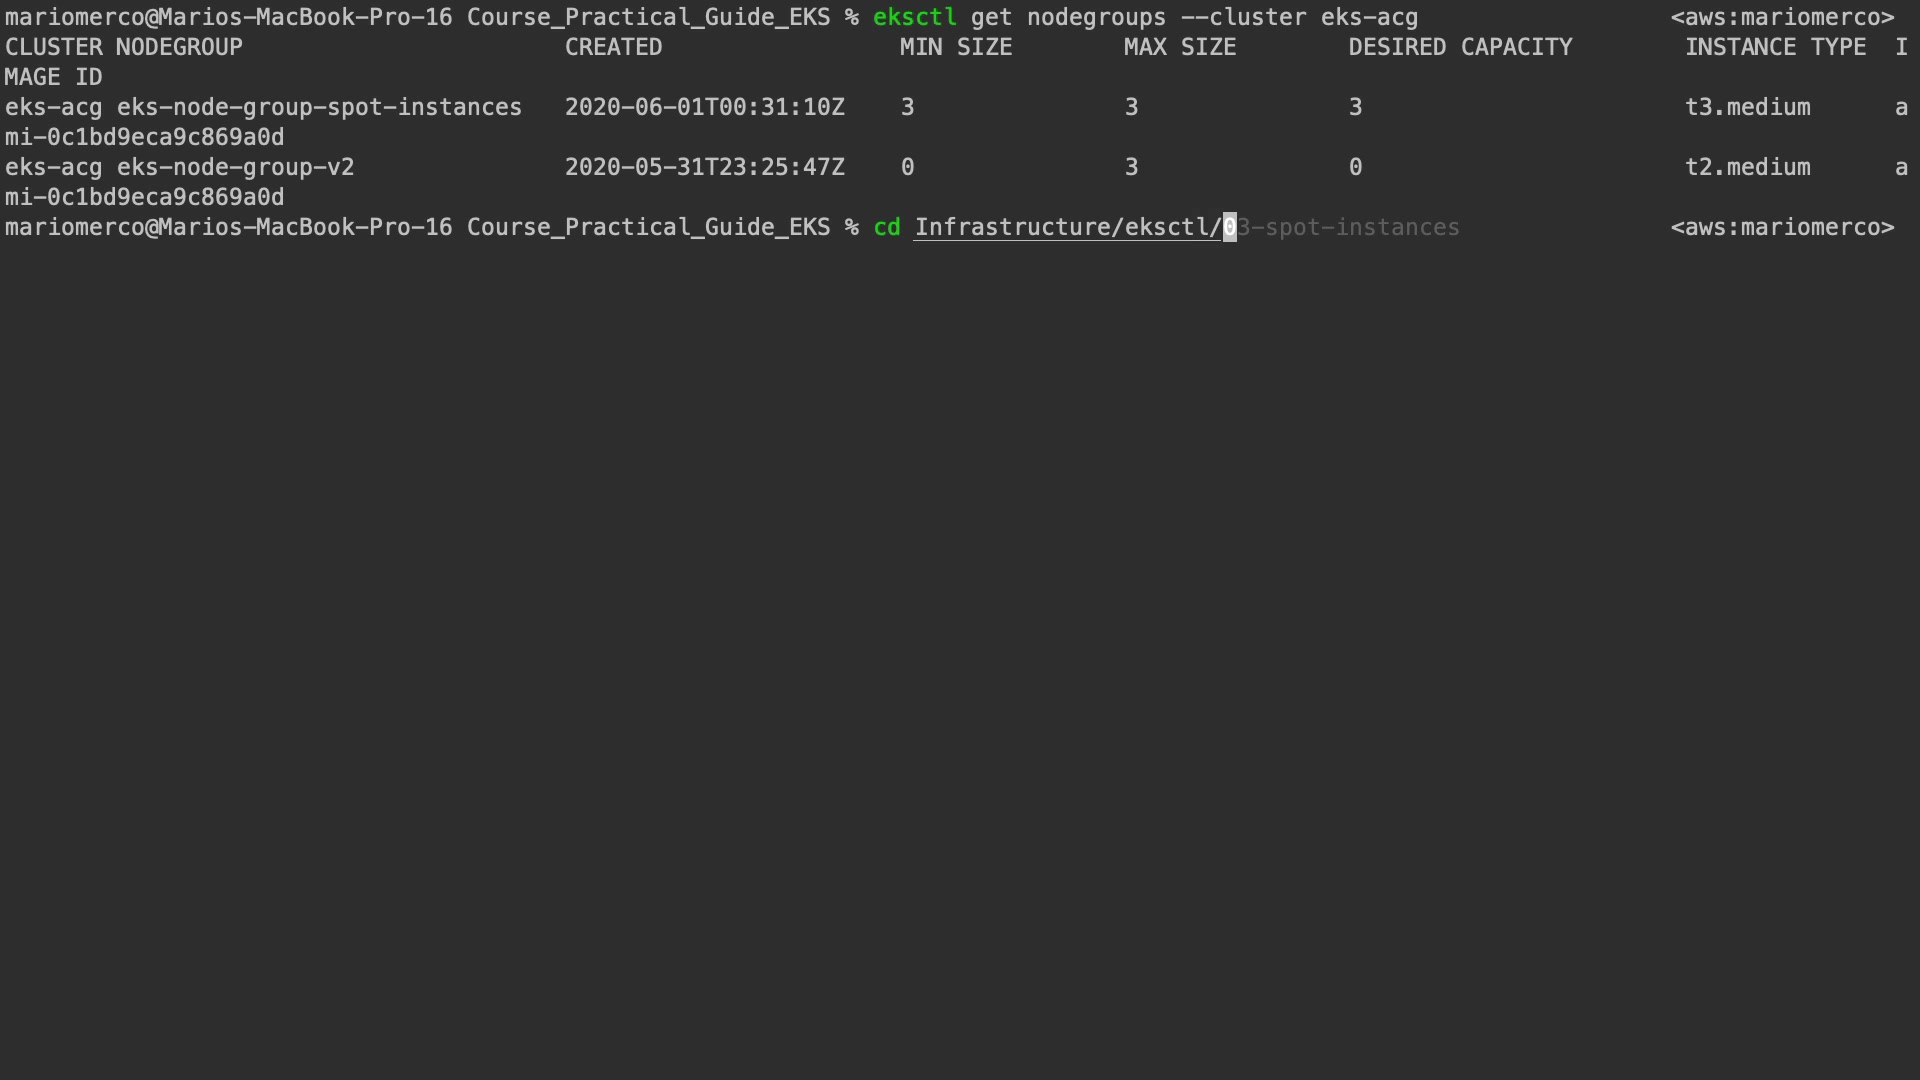 mariomerco@Marios-MacBook-Pro-16 Course_Practical_Guide_EKS % eksctl get nodegroups --cluster eks-acg <aws:mariomerco>
CLUSTER NODEGROUP CREATED MIN SIZE MAX SIZE DESIRED CAPACITY INSTANCE TYPE I
MAGE ID
eks-acg eks-node-group-spot-instances 2020-06-01T00:31:10Z 3 3 3 t3.medium a
mi-0c1bd9eca9c869a0d
eks-acg eks-node-group-v2 2020-05-31T23:25:47Z 0 3 0 t2.medium a
mi-0c1bd9eca9c869a0d
mariomerco@Marios-MacBook-Pro-16 Course_Practical_Guide_EKS % cd Infrastructure/eksctl/03-spot-instances <aws:mariomerco>